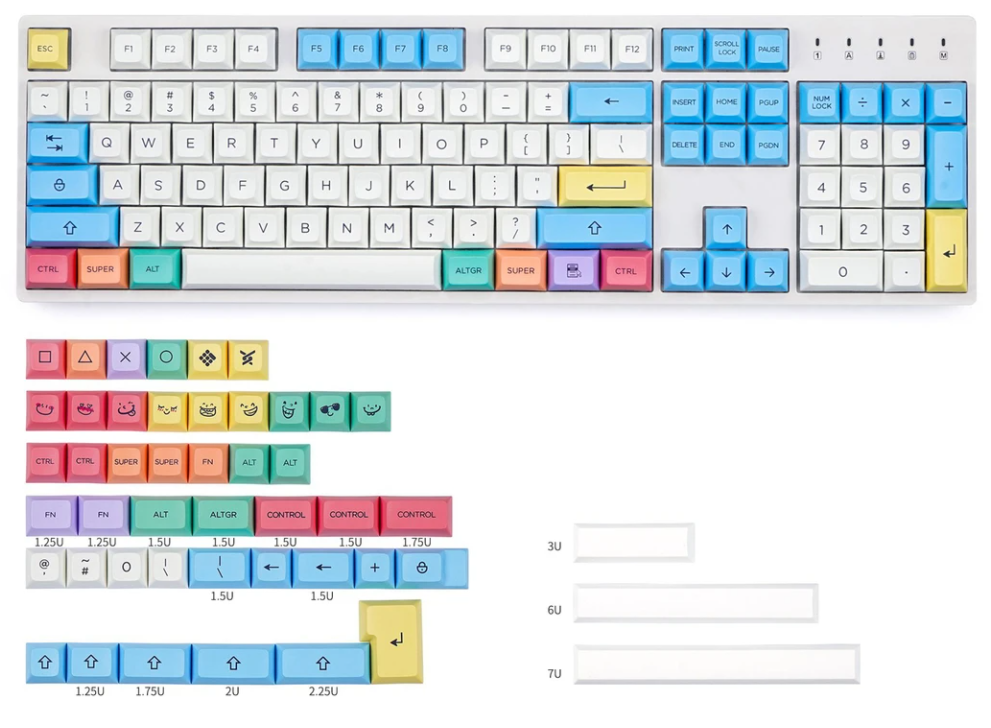 ESC F1 F2 F3 F4 F5 F6 F7 F8 F9 F10 F11 F12 PRINT SCROLL LOCK PAUSE
1 A M
~ ` ! 1 @ 2 # 3 $ 4 % 5 ^ 6 & 7 * 8 ( 9 ) 0 - - + = ← INSERT HOME PGUP NUM LOCK ÷ × −
Q W E R T Y U I O P { [ } ] | \ DELETE END PGDN 7 8 9 +
A S D F G H J K L : ; " ' 4 5 6
Z X C V B N M < , > . ? / 1 2 3
CTRL SUPER ALT ALTGR SUPER CTRL ← ↓ → 0 .
CTRL CTRL SUPER SUPER FN ALT ALT
FN FN ALT ALTGR CONTROL CONTROL CONTROL
1.25U 1.25U 1.5U 1.5U 1.5U 1.5U 1.75U
@ ' ~ # 0 | \ | \ ← ← +
1.5U 1.5U
1.25U 1.75U 2U 2.25U
3U
6U
7U